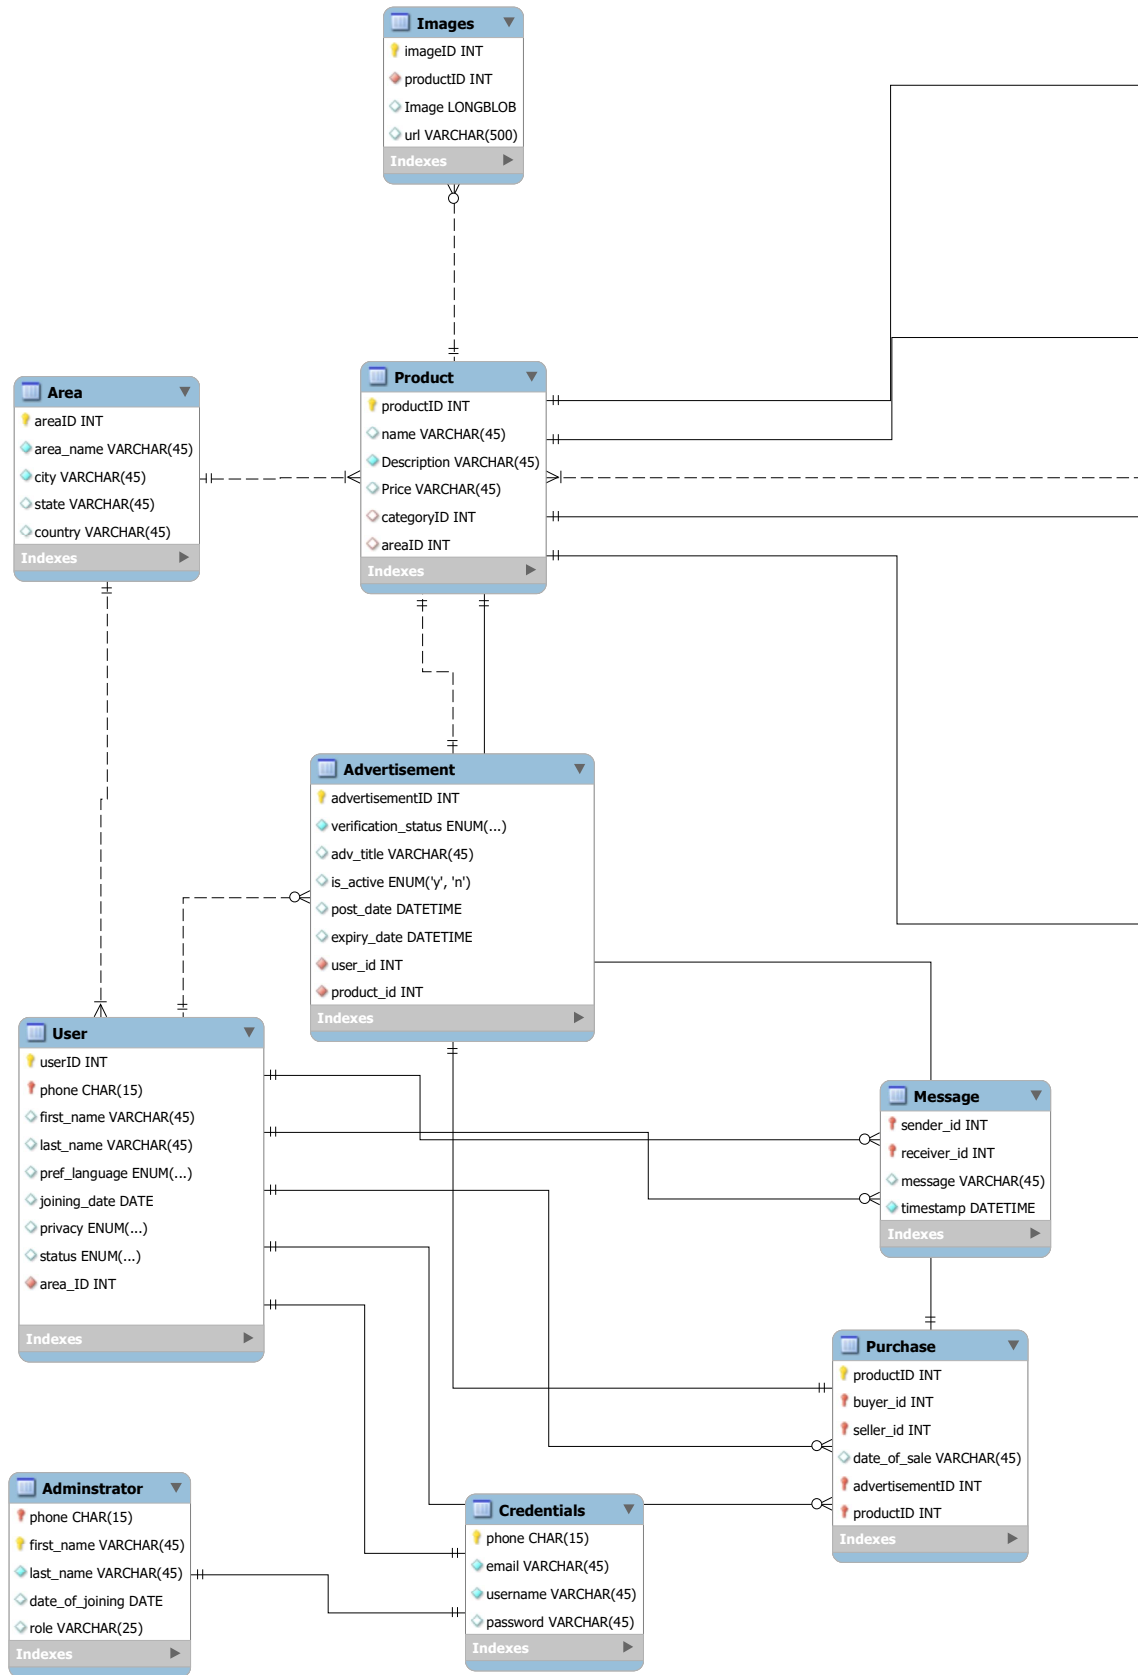 Images
imageID INT
productID INT
Image LONGBLOB
url VARCHAR(500)
Indexes
Area
areaID INT
area_name VARCHAR(45)
city VARCHAR(45)
state VARCHAR(45)
country VARCHAR(45)
Indexes
Product
productID INT
name VARCHAR(45)
Description VARCHAR(45)
Price VARCHAR(45)
categoryID INT
areaID INT
Indexes
Advertisement
advertisementID INT
verification_status ENUM(...)
adv_title VARCHAR(45)
is_active ENUM('y', 'n')
post_date DATETIME
expiry_date DATETIME
user_id INT
product_id INT
Indexes
User
userID INT
phone CHAR(15)
first_name VARCHAR(45)
last_name VARCHAR(45)
pref_language ENUM(...)
joining_date DATE
privacy ENUM(...)
status ENUM(...)
area_ID INT
Indexes
Message
sender_id INT
receiver_id INT
message VARCHAR(45)
timestamp DATETIME
Indexes
Purchase
productID INT
buyer_id INT
seller_id INT
date_of_sale VARCHAR(45)
advertisementID INT
productID INT
Indexes
Adminstrator
phone CHAR(15)
first_name VARCHAR(45)
last_name VARCHAR(45)
date_of_joining DATE
role VARCHAR(25)
Indexes
Credentials
phone CHAR(15)
email VARCHAR(45)
username VARCHAR(45)
password VARCHAR(45)
Indexes